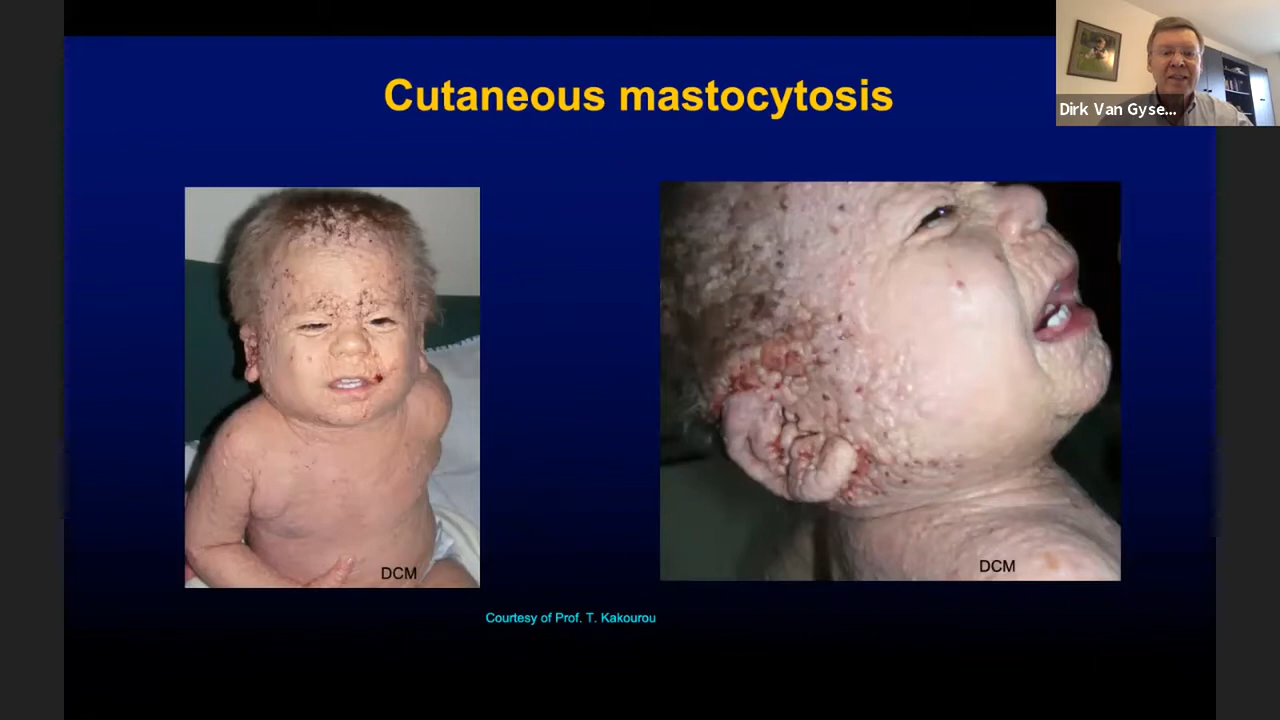 Cutaneous mastocytosis
Dirk Van Gyse...
DCM
DCM
Courtesy of Prof. T. Kakourou